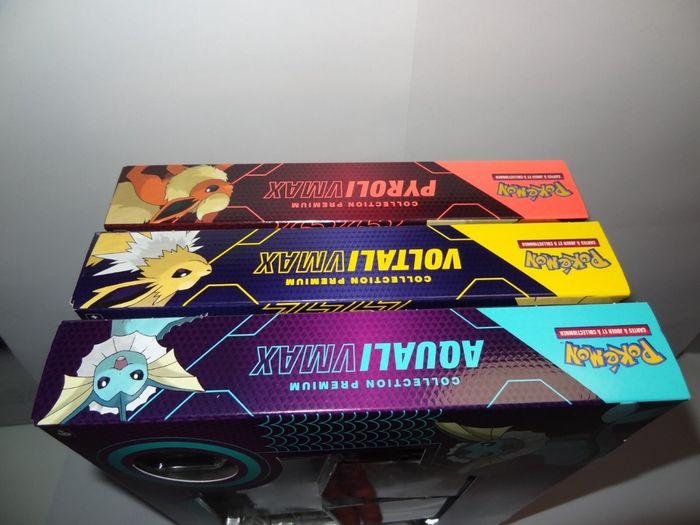 COLLECTION PREMIUM
PYROLI VMAX
POKÉMON
CARTES À JOUER ET À COLLECTIONNER
COLLECTION PREMIUM
VOLTALI VMAX
POKÉMON
CARTES À JOUER ET À COLLECTIONNER
COLLECTION PREMIUM
AQUALI VMAX
POKÉMON
CARTES À JOUER ET À COLLECTIONNER